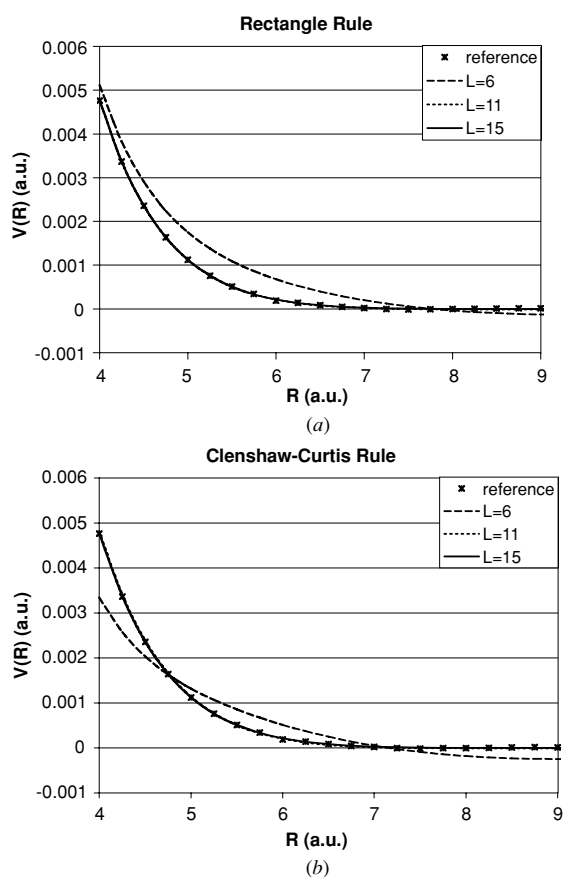 Rectangle Rule
0.006
0.005
0.004
0.003
0.002
0.001
0
-0.001
V(R) (a.u.)
reference
L=6
L=11
L=15
4 5 6 7 8 9
R (a.u.)
(a)
Clenshaw-Curtis Rule
0.006
0.005
0.004
0.003
0.002
0.001
0
-0.001
V(R) (a.u.)
reference
L=6
L=11
L=15
4 5 6 7 8 9
R (a.u.)
(b)